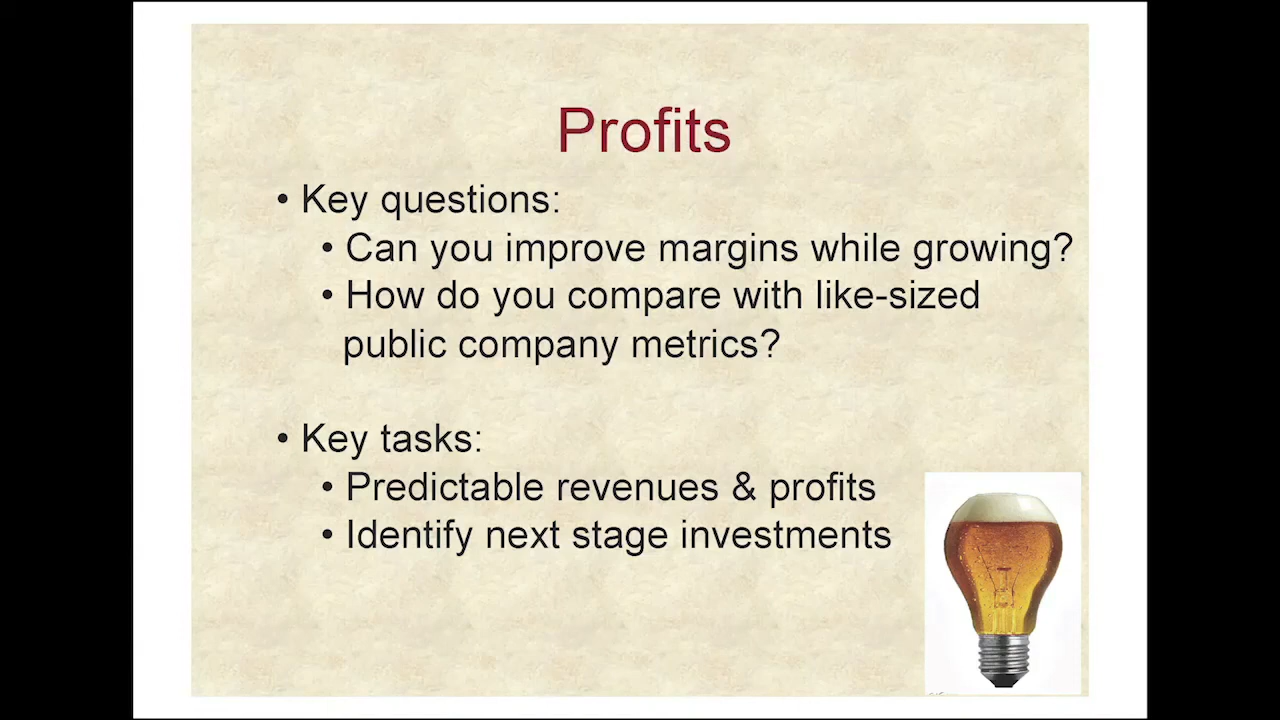 Profits
• Key questions:
• Can you improve margins while growing?
• How do you compare with like-sized
public company metrics?
• Key tasks:
• Predictable revenues & profits
• Identify next stage investments